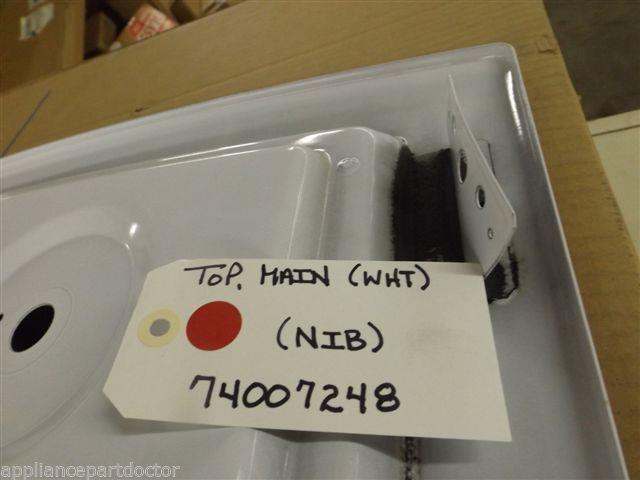 TOP, MAIN (WHT)
(NIB)
74007248
appliancepartdoctor